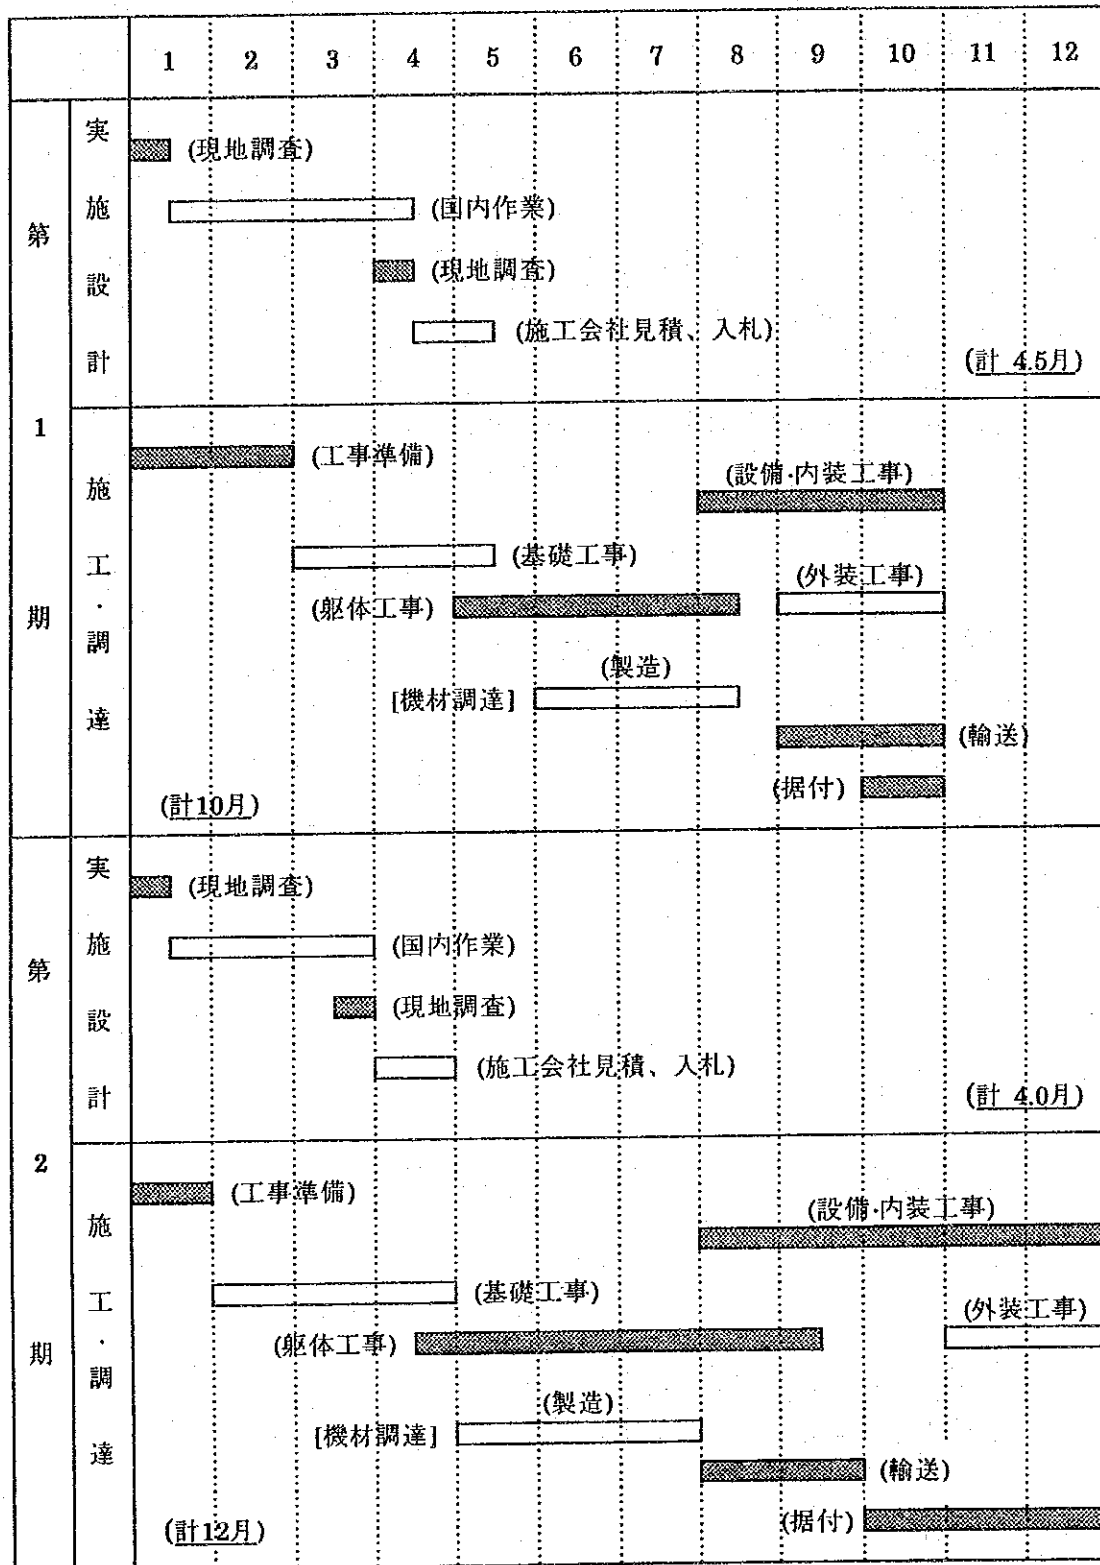 1 2 3 4 5 6 7 8 9 10 11 12
第1期
実施設計
(現地調査)
(国内作業)
(現地調査)
(施工会社見積、入札)
(計 4.5月)
施工・調達
(工事準備)
(設備·内装工事)
(基礎工事)
(外装工事)
(躯体工事)
(製造)
[機材調達]
(輸送)
(据付)
(計10月)
第2期
実施設計
(現地調査)
(国内作業)
(現地調査)
(施工会社見積、入札)
(計 4.0月)
施工・調達
(工事準備)
(設備·内装工事)
(基礎工事)
(外装工事)
(躯体工事)
(製造)
[機材調達]
(輸送)
(据付)
(計12月)